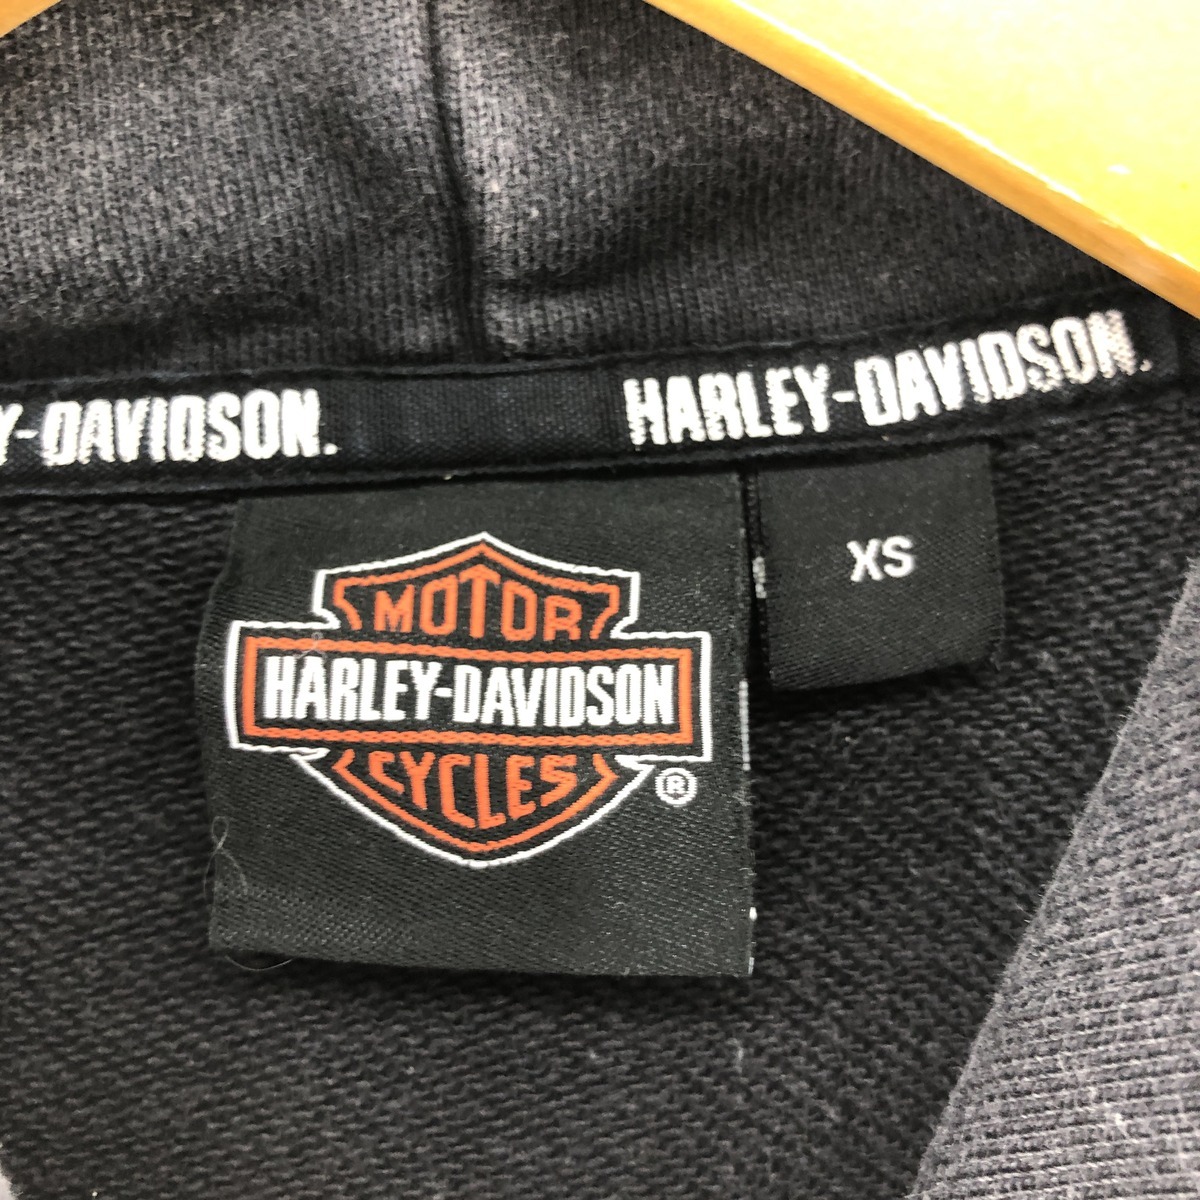 Y-DAVIDSON. HARLEY-DAVIDSON.
XS
MOTOR
HARLEY-DAVIDSON
CYCLES
®